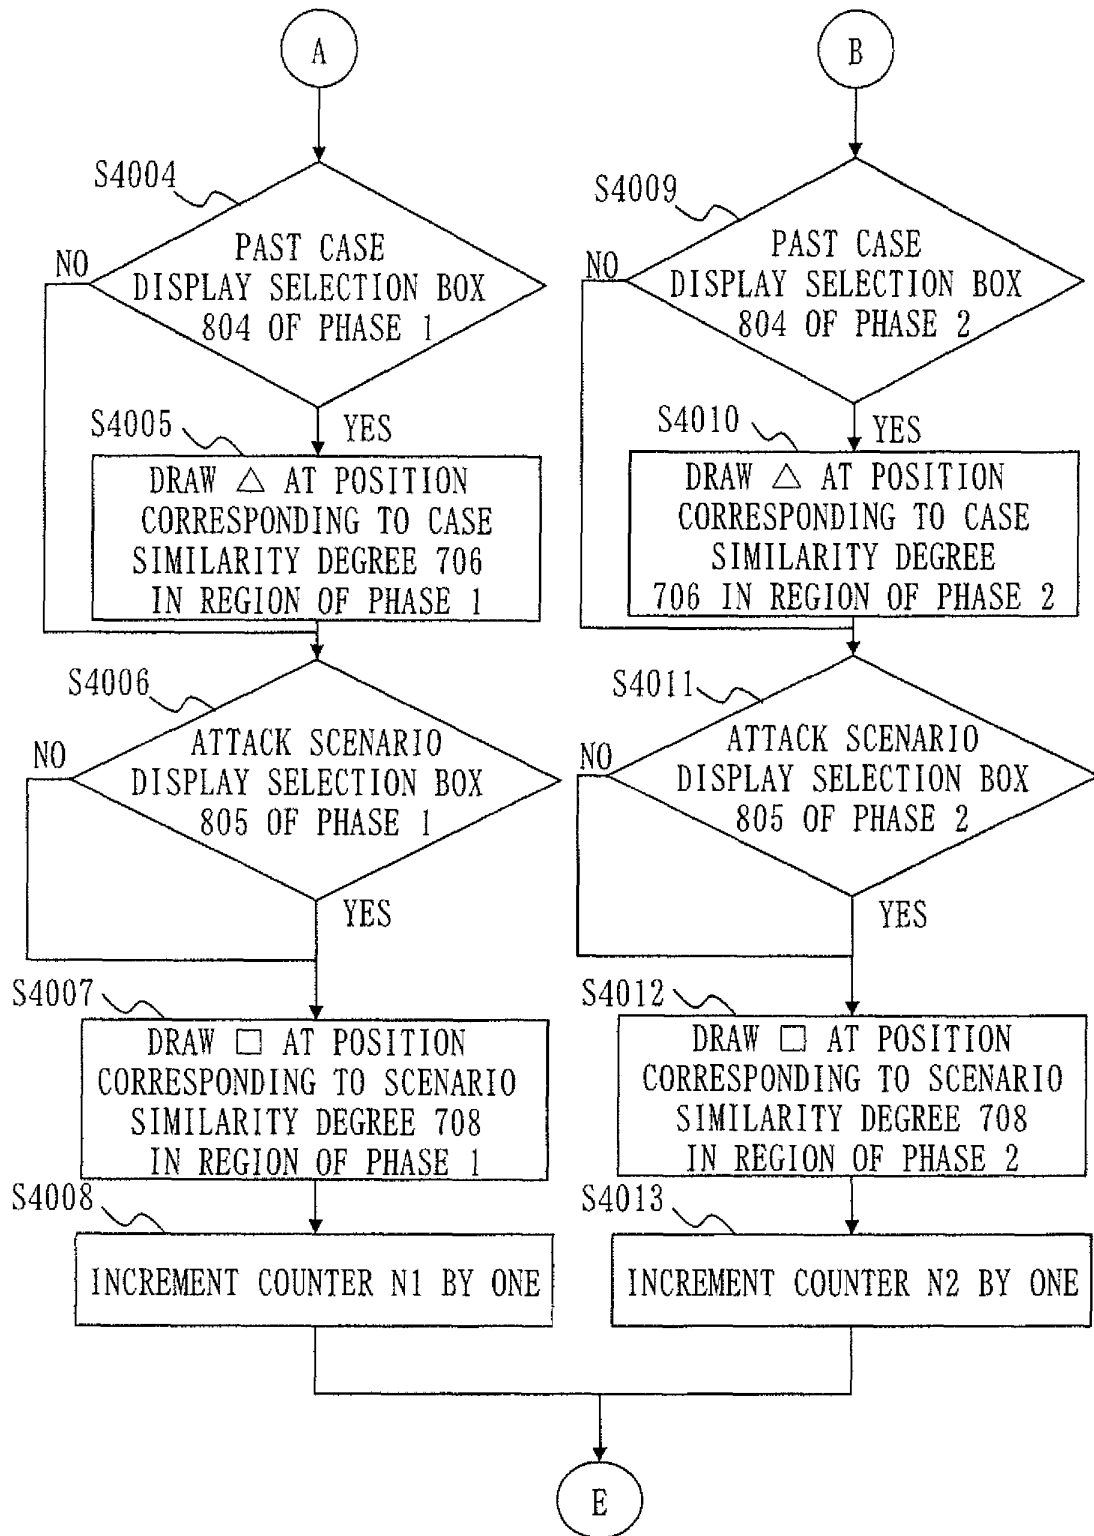 A
S4004
PAST CASE
DISPLAY SELECTION BOX
804 OF PHASE 1
NO
YES
S4005
DRAW △ AT POSITION
CORRESPONDING TO CASE
SIMILARITY DEGREE 706
IN REGION OF PHASE 1
S4006
ATTACK SCENARIO
DISPLAY SELECTION BOX
805 OF PHASE 1
NO
YES
S4007
DRAW □ AT POSITION
CORRESPONDING TO SCENARIO
SIMILARITY DEGREE 708
IN REGION OF PHASE 1
S4008
INCREMENT COUNTER N1 BY ONE
B
S4009
PAST CASE
DISPLAY SELECTION BOX
804 OF PHASE 2
NO
YES
S4010
DRAW △ AT POSITION
CORRESPONDING TO CASE
SIMILARITY DEGREE
706 IN REGION OF PHASE 2
S4011
ATTACK SCENARIO
DISPLAY SELECTION BOX
805 OF PHASE 2
NO
YES
S4012
DRAW □ AT POSITION
CORRESPONDING TO SCENARIO
SIMILARITY DEGREE 708
IN REGION OF PHASE 2
S4013
INCREMENT COUNTER N2 BY ONE
E